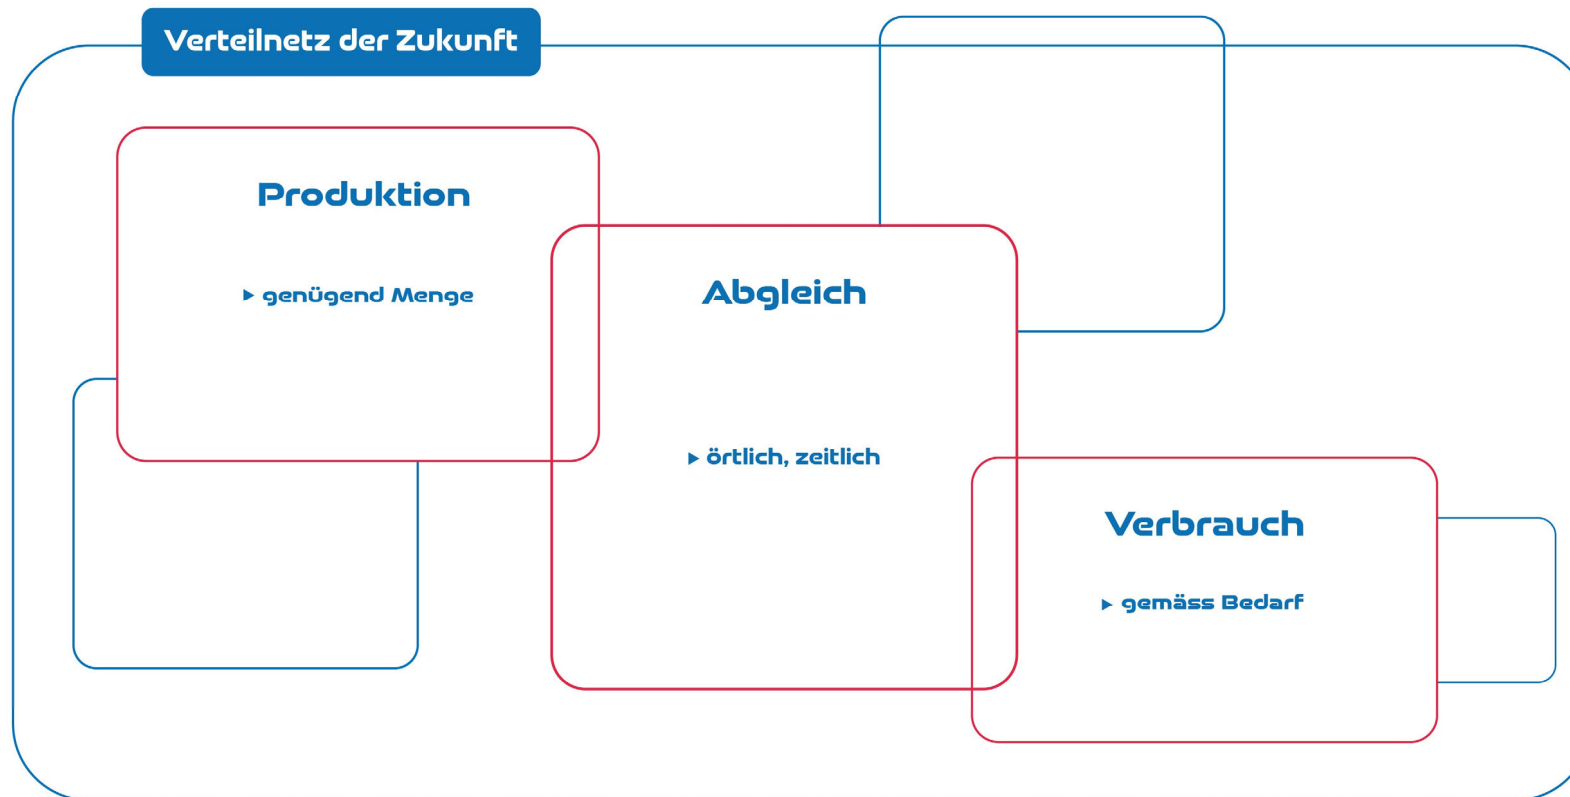 Verteilnetz der Zukunft
Produktion
▸ genügend Menge
Abgleich
▸ örtlich, zeitlich
Verbrauch
▸ gemäss Bedarf